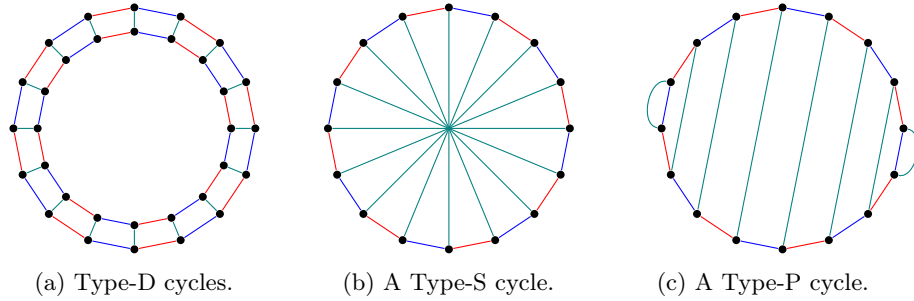 (a) Type-D cycles.
(b) A Type-S cycle.
(c) A Type-P cycle.